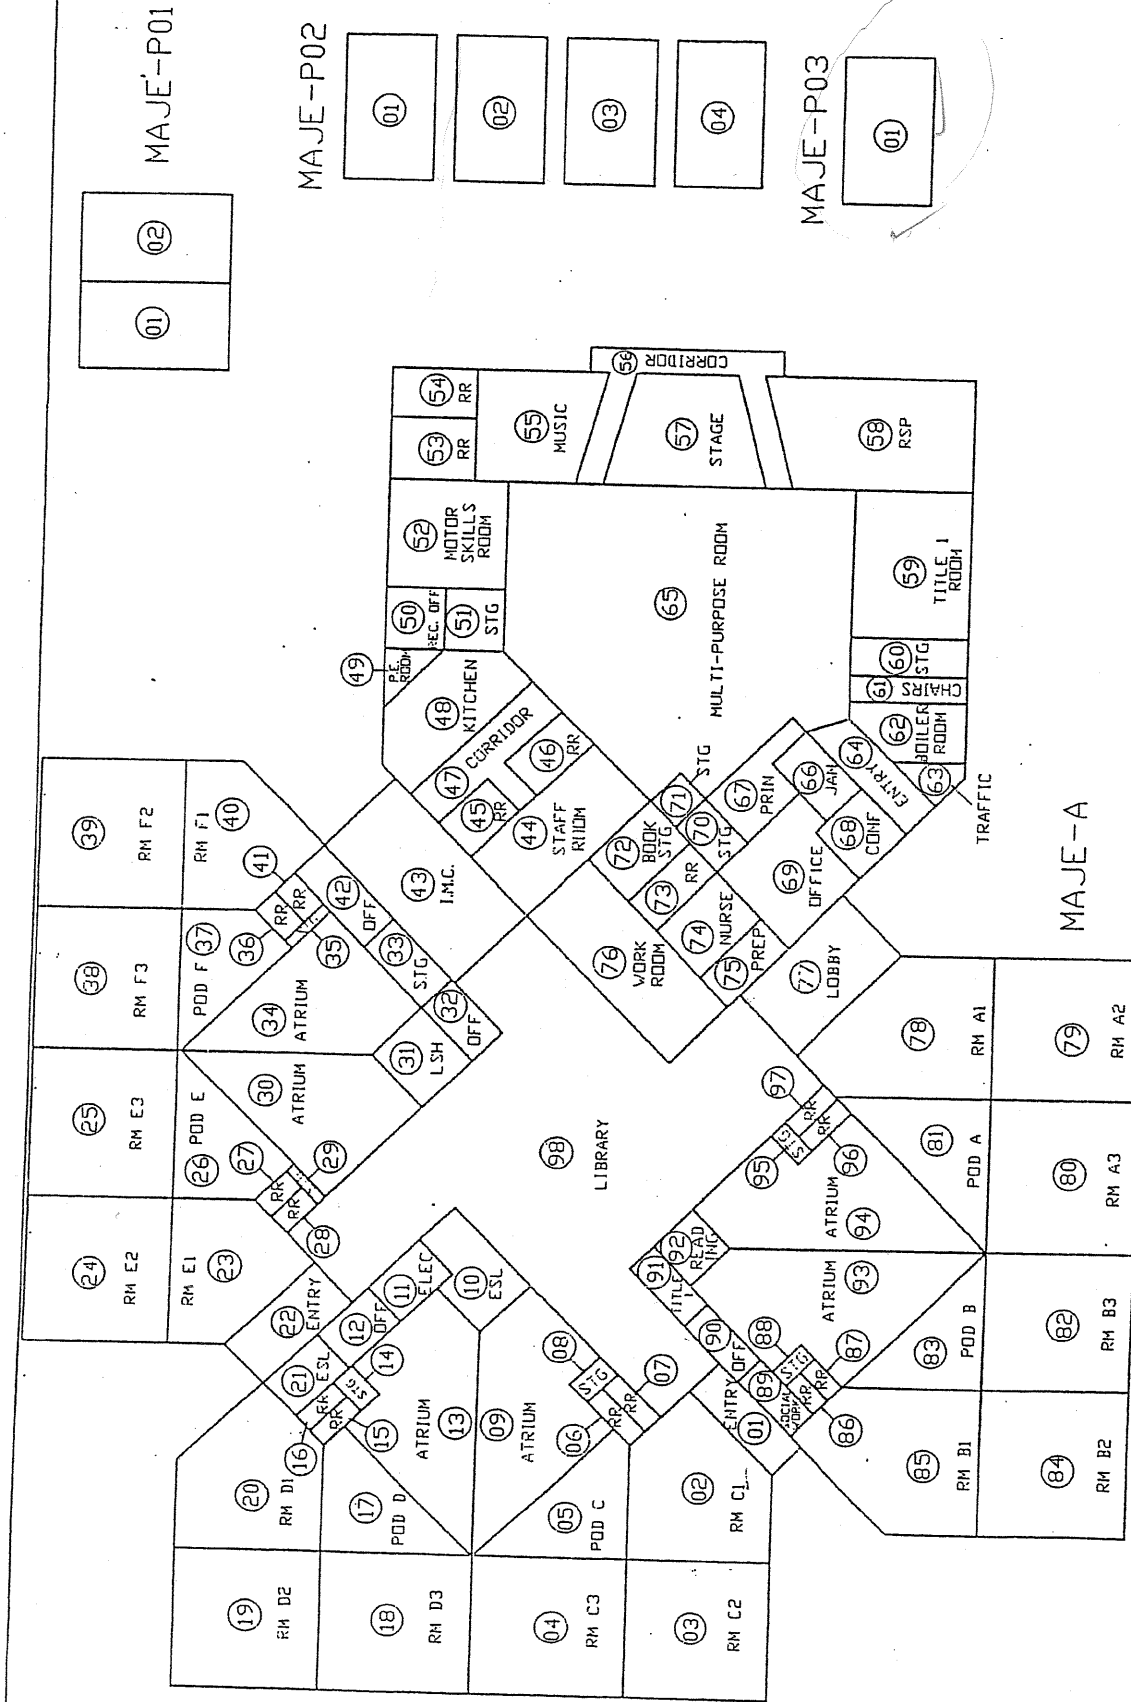 MAJE-P01
01
02
MAJE-P02
01
02
03
04
MAJE-P03
01
MAJE-A
01
ENTRY
02
RM C1
03
RM C2
04
RM C3
05
POD C
06
RR
07
RR
08
STG
09
ATRIUM
10
ESL
11
ELEC
12
OFF
13
ATRIUM
14
STG
15
RR
16
RR
17
POD D
18
RM D3
19
RM D2
20
RM D1
21
ESL
22
ENTRY
23
RM E1
24
RM E2
25
RM E3
26
POD E
27
RR
28
RR
29
30
ATRIUM
31
LSH
32
OFF
33
STG
34
ATRIUM
35
36
RR
37
POD F
38
RM F3
39
RM F2
40
RM F1
41
RR
42
OFF
43
I.M.C.
44
STAFF
ROOM
45
RR
46
RR
47
CORRIDOR
48
KITCHEN
49
P.E.
ROOM
50
REC. OFF
51
STG
52
MOTOR
SKILLS
ROOM
53
RR
54
RR
55
MUSIC
56
CORRIDOR
57
STAGE
58
RSP
59
TITLE 1
ROOM
60
STG
61
CHAIRS
62
BOILER
ROOM
63
TRAFFIC
64
ENTRY
65
MULTI-PURPOSE ROOM
66
JAN
67
PRIN
68
CONF
69
OFFICE
70
STG
71
STG
72
BOOK
STG
73
RR
74
NURSE
75
PREP
76
WORK
ROOM
77
LOBBY
78
RM A1
79
RM A2
80
RM A3
81
POD A
82
RM B3
83
POD B
84
RM B2
85
RM B1
86
RR
87
RR
88
STG
89
SOCIAL
WORK
90
OFF
91
TITLE
1
92
READ
ING
93
ATRIUM
94
ATRIUM
95
STG
96
RR
97
RR
98
LIBRARY